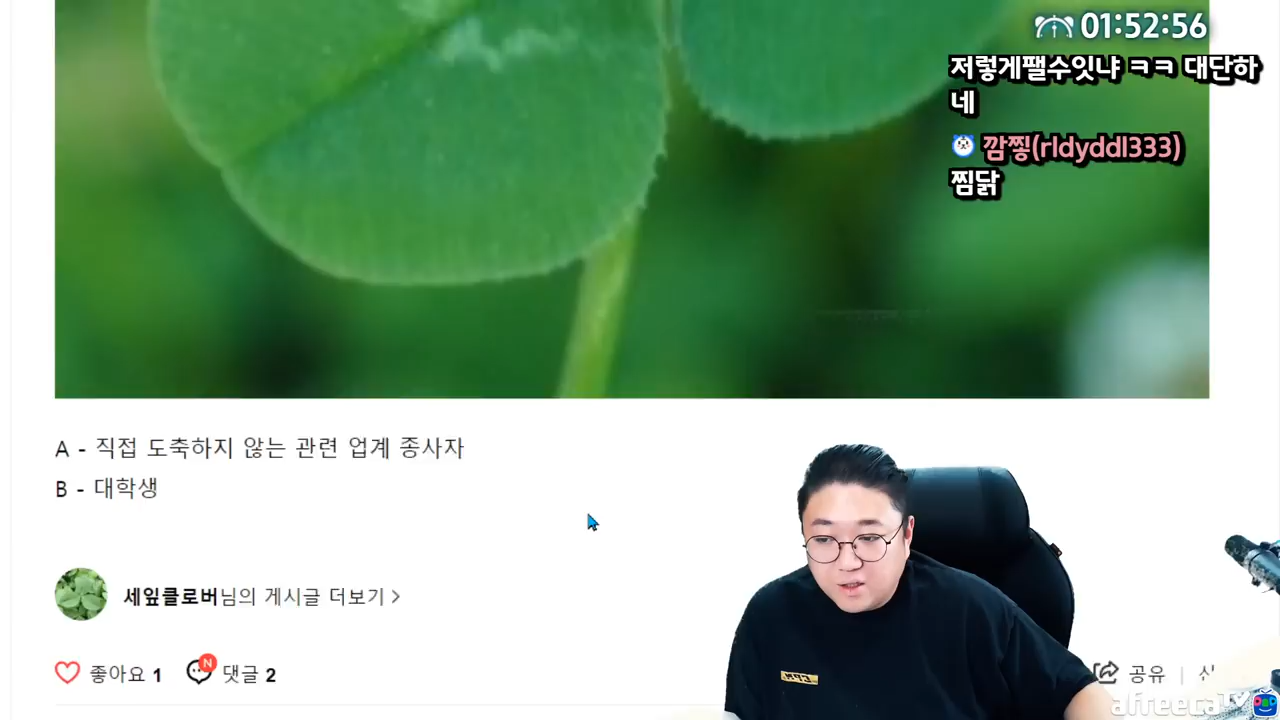 01:52:56
저렇게팰수잇냐 ㅋㅋ 대단하
네
깜찡(rldyddl333)
찜닭
A - 직접 도축하지 않는 관련 업계 종사자
B - 대학생
세잎클로버님의 게시글 더보기 >
좋아요 1 N 댓글 2
공유
afreecaTV